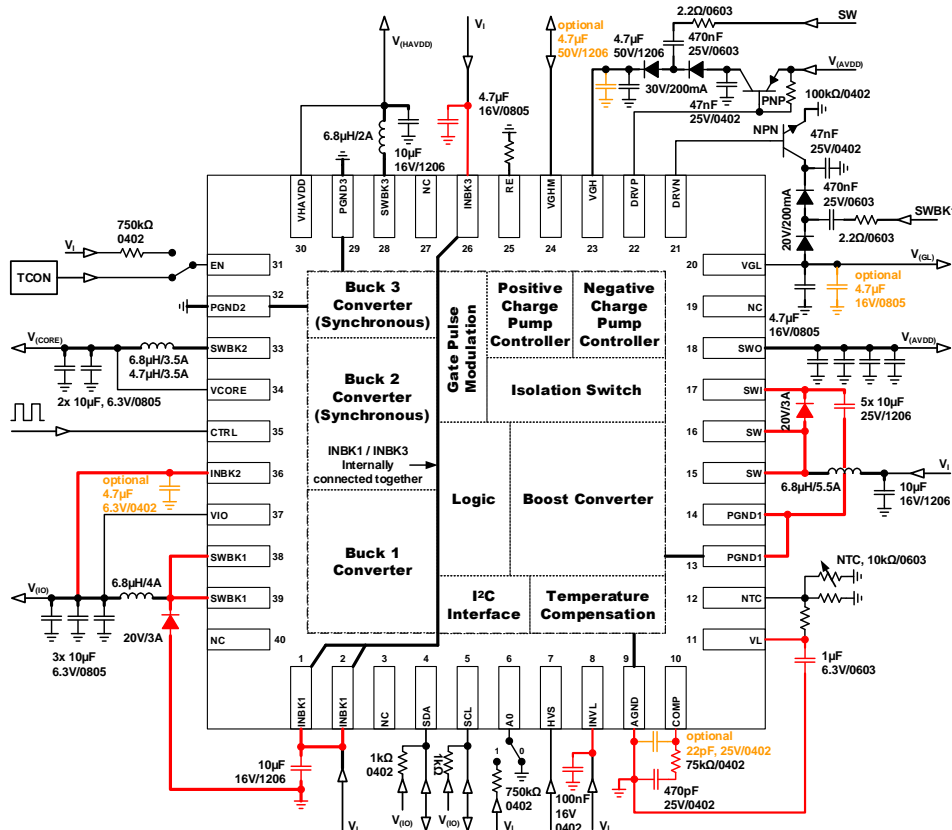 optional
4.7µF
50V/1206
4.7µF
50V/1206
2.2Ω/0603
470nF
25V/0603
SW
V(HAVDD)
VI
V(GHM)
30V/200mA
47nF
25V/0402
PNP
V(AVDD)
100kΩ/0402
NPN
47nF
25V/0402
470nF
25V/0603
SWBK1
2.2Ω/0603
20V/200mA
6.8µH/2A
10µF
16V/1206
4.7µF
16V/0805
VHAVDD
PGND3
SWBK3
NC
INBK3
RE
VGHM
VGH
DRVP
DRVN
30
29
28
27
26
25
24
23
22
21
VI
750kΩ
0402
TCON
EN
31
PGND2
32
V(CORE)
6.8µH/3.5A
4.7µH/3.5A
SWBK2
33
2x 10µF, 6.3V/0805
VCORE
34
CTRL
35
INBK2
36
optional
4.7µF
6.3V/0402
VIO
37
SWBK1
38
V(IO)
6.8µH/4A
SWBK1
39
20V/3A
NC
40
3x 10µF
6.3V/0805
Buck 3
Converter
(Synchronous)
Buck 2
Converter
(Synchronous)
INBK1 / INBK3
Internally
connected together
Buck 1
Converter
Gate Pulse
Modulation
Positive
Charge
Pump
Controller
Negative
Charge
Pump
Controller
Isolation Switch
Logic
Boost Converter
I²C
Interface
Temperature
Compensation
20
VGL
V(GL)
optional
4.7µF
16V/0805
4.7µF
16V/0805
19
NC
18
SWO
V(AVDD)
17
SWI
20V/3A
5x 10µF
25V/1206
16
SW
15
SW
6.8µH/5.5A
VI
10µF
16V/1206
14
PGND1
13
PGND1
NTC, 10kΩ/0603
12
NTC
11
VL
1µF
6.3V/0603
1
2
3
4
5
6
7
8
9
10
INBK1
INBK1
NC
SDA
SCL
A0
HVS
INVL
AGND
COMP
10µF
16V/1206
VI
1kΩ
0402
V(IO)
1kΩ
V(IO)
1
0
750kΩ
0402
VI
100nF
16V
0402
VI
optional
22pF, 25V/0402
75kΩ/0402
470pF
25V/0402